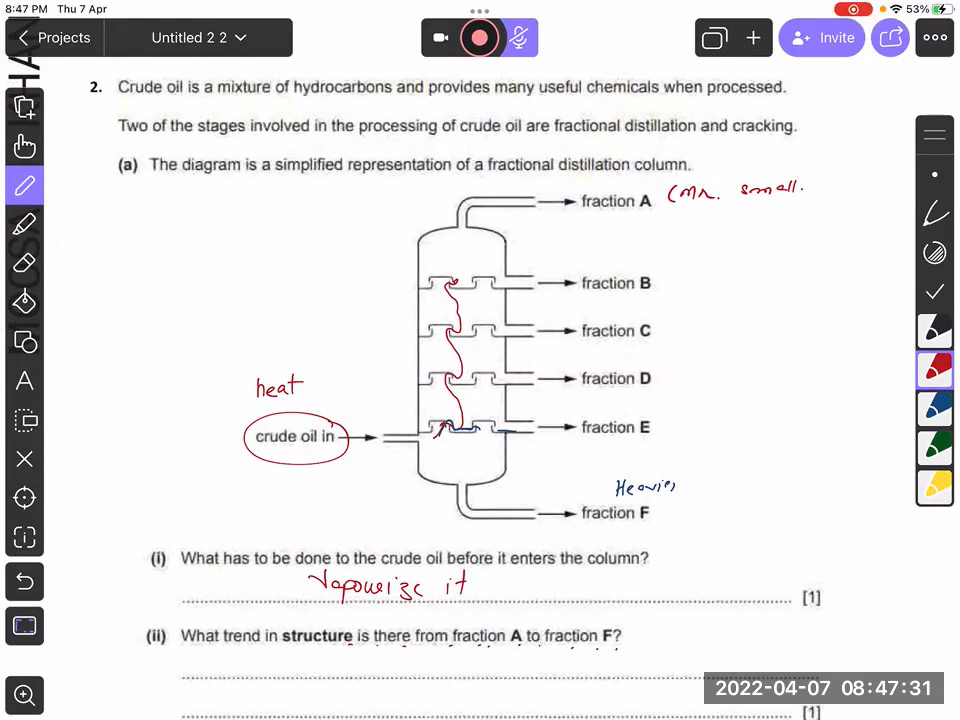 8:47 PM Thu 7 Apr
53%
Projects
Untitled 2 2
Invite
MOOSA KHAN
2. Crude oil is a mixture of hydrocarbons and provides many useful chemicals when processed.
Two of the stages involved in the processing of crude oil are fractional distillation and cracking.
(a) The diagram is a simplified representation of a fractional distillation column.
fraction A (Mr. small.
fraction B
fraction C
fraction D
heat
crude oil in
fraction E
Heavier
fraction F
(i) What has to be done to the crude oil before it enters the column?
Vapourize it
[1]
(ii) What trend in structure is there from fraction A to fraction F?
[1]
A
2022-04-07 08:47:31